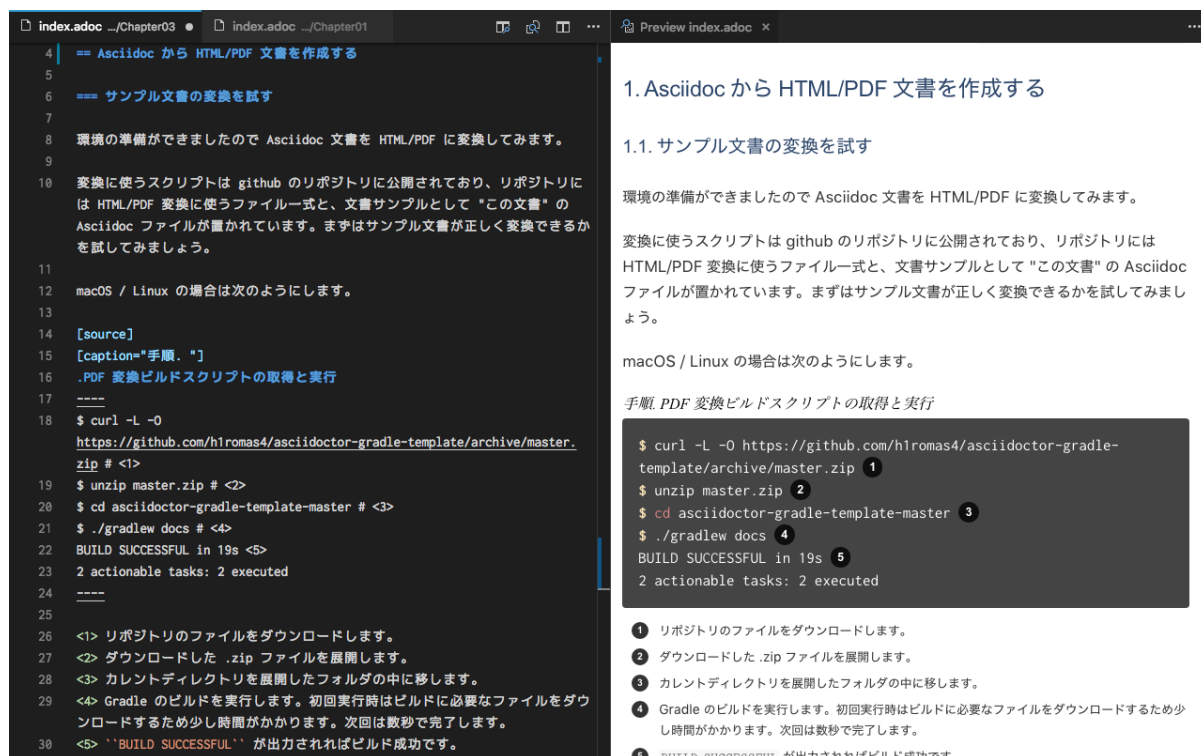 index.adoc .../Chapter03 ●
index.adoc .../Chapter01
4 == Asciidoc から HTML/PDF 文書を作成する
5
6 === サンプル文書の変換を試す
7
8 環境の準備ができましたので Asciidoc 文書を HTML/PDF に変換してみます。
9
10 変換に使うスクリプトは github のリポジトリに公開されており、リポジトリに
は HTML/PDF 変換に使うファイル一式と、文書サンプルとして "この文書" の
Asciidoc ファイルが置かれています。まずはサンプル文書が正しく変換できるか
を試してみましょう。
11
12 macOS / Linux の場合は次のようにします。
13
14 [source]
15 [caption="手順. "]
16 .PDF 変換ビルドスクリプトの取得と実行
17 ----
18 $ curl -L -O
https://github.com/h1romas4/asciidoctor-gradle-template/archive/master.
zip # <1>
19 $ unzip master.zip # <2>
20 $ cd asciidoctor-gradle-template-master # <3>
21 $ ./gradlew docs # <4>
22 BUILD SUCCESSFUL in 19s <5>
23 2 actionable tasks: 2 executed
24 ----
25
26 <1> リポジトリのファイルをダウンロードします。
27 <2> ダウンロードした .zip ファイルを展開します。
28 <3> カレントディレクトリを展開したフォルダの中に移します。
29 <4> Gradle のビルドを実行します。初回実行時はビルドに必要なファイルをダウ
ンロードするため少し時間がかかります。次回は数秒で完了します。
30 <5> ``BUILD SUCCESSFUL`` が出力されればビルド成功です。
Preview index.adoc ×
1. Asciidoc から HTML/PDF 文書を作成する
1.1. サンプル文書の変換を試す
環境の準備ができましたので Asciidoc 文書を HTML/PDF に変換してみます。
変換に使うスクリプトは github のリポジトリに公開されており、リポジトリには
HTML/PDF 変換に使うファイル一式と、文書サンプルとして "この文書" の Asciidoc
ファイルが置かれています。まずはサンプル文書が正しく変換できるかを試してみまし
ょう。
macOS / Linux の場合は次のようにします。
手順. PDF 変換ビルドスクリプトの取得と実行
$ curl -L -O https://github.com/h1romas4/asciidoctor-gradle-
template/archive/master.zip 1
$ unzip master.zip 2
$ cd asciidoctor-gradle-template-master 3
$ ./gradlew docs 4
BUILD SUCCESSFUL in 19s 5
2 actionable tasks: 2 executed
1 リポジトリのファイルをダウンロードします。
2 ダウンロードした .zip ファイルを展開します。
3 カレントディレクトリを展開したフォルダの中に移します。
4 Gradle のビルドを実行します。初回実行時はビルドに必要なファイルをダウンロードするため少
し時間がかかります。次回は数秒で完了します。
5 BUILD SUCCESSFUL が出力されればビルド成功です。